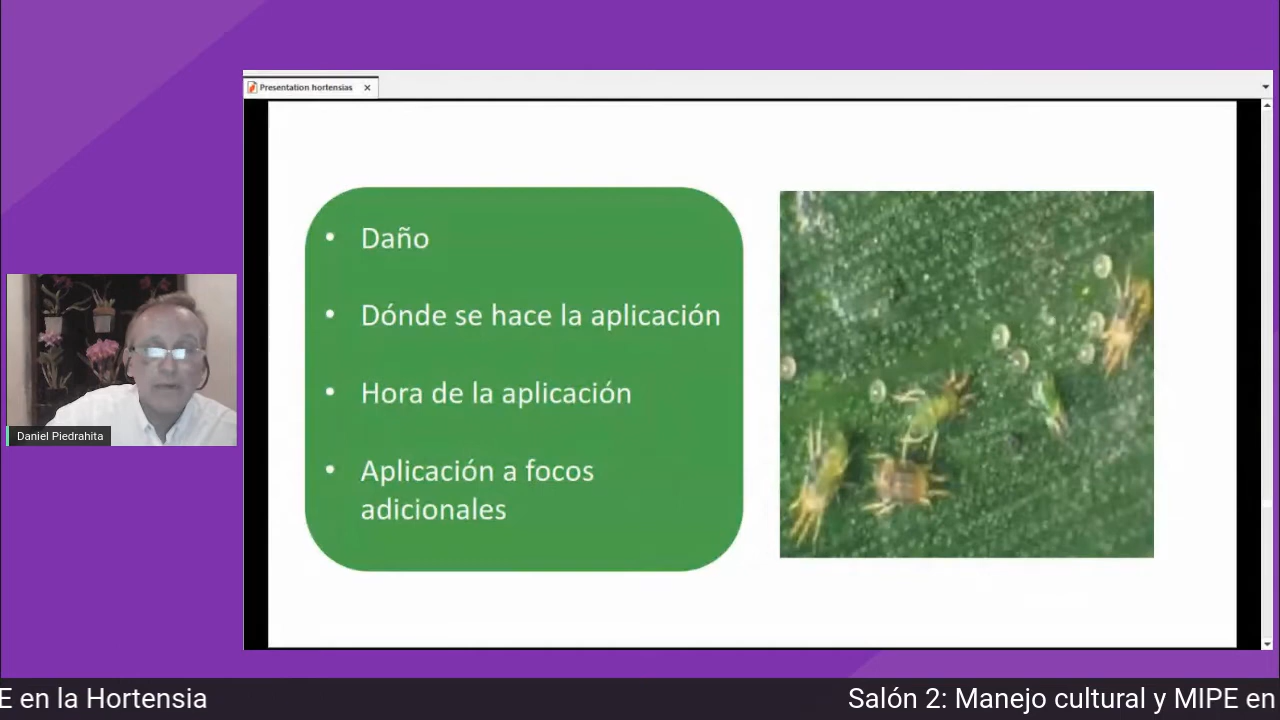 Presentation hortensias
• Daño
• Dónde se hace la aplicación
• Hora de la aplicación
• Aplicación a focos
adicionales
Daniel Piedrahita
E en la Hortensia
Salón 2: Manejo cultural y MIPE en